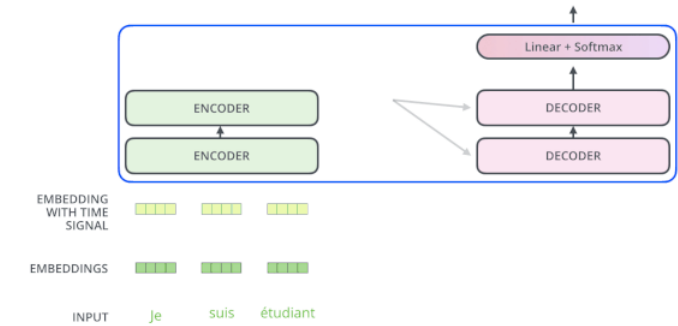 Linear + Softmax
ENCODER
DECODER
ENCODER
DECODER
EMBEDDING
WITH TIME
SIGNAL
EMBEDDINGS
INPUT
Je suis étudiant